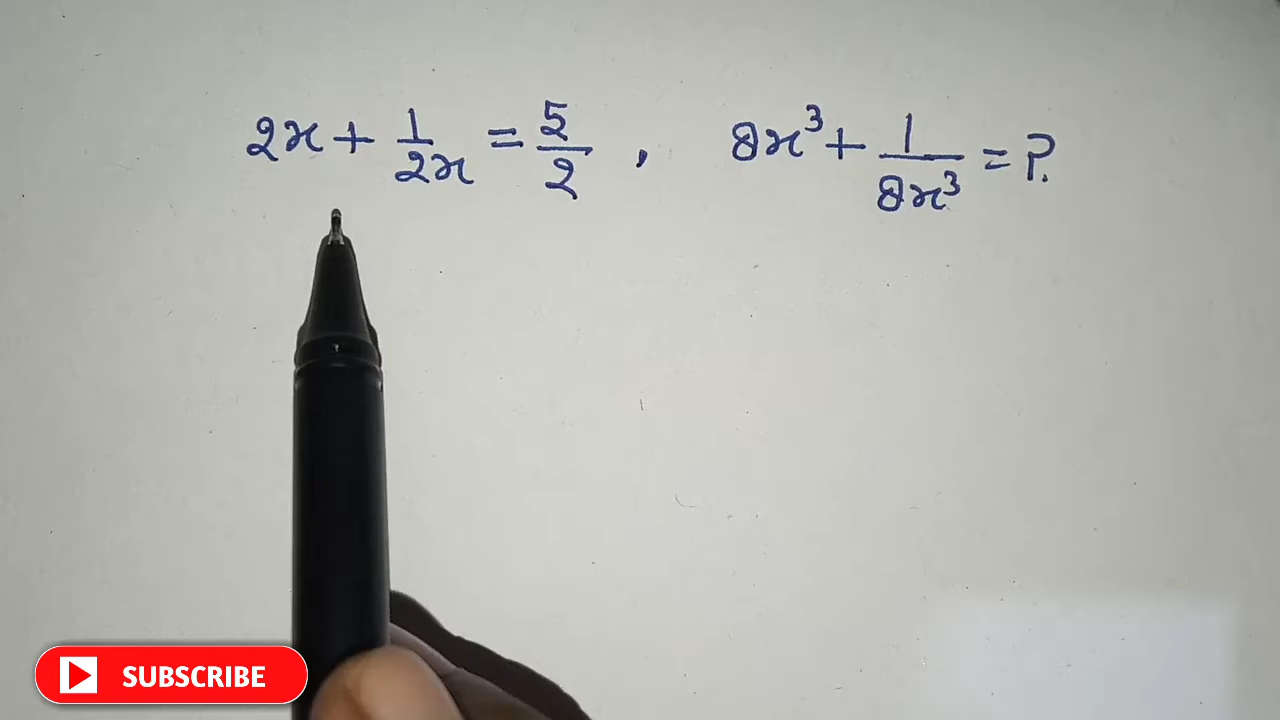 2x + 1/2x = 5/2 , 8x³ + 1/8x³ = ?
SUBSCRIBE